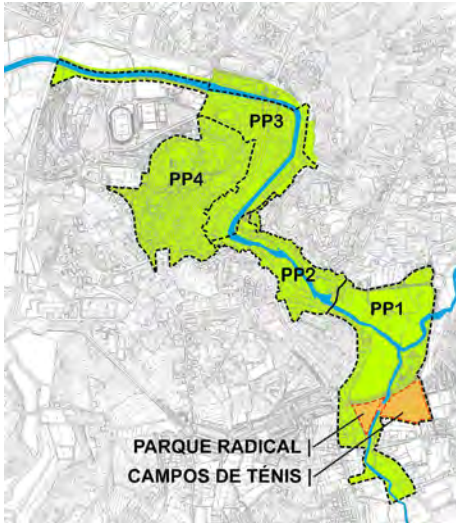 PP3
PP4
PP2
PP1
PARQUE RADICAL |
CAMPOS DE TÉNIS |